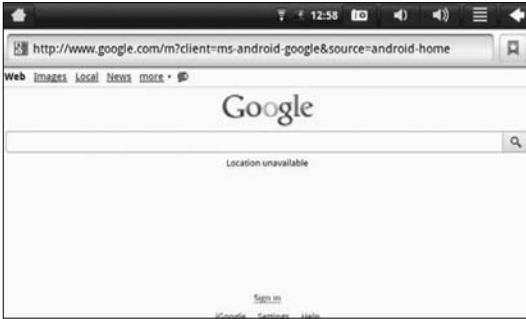 12:58
http://www.google.com/m?client=ms-android-google&source=android-home
Web Images Local News more
Google
Location unavailable
Sign in
iGoogle Settings Help